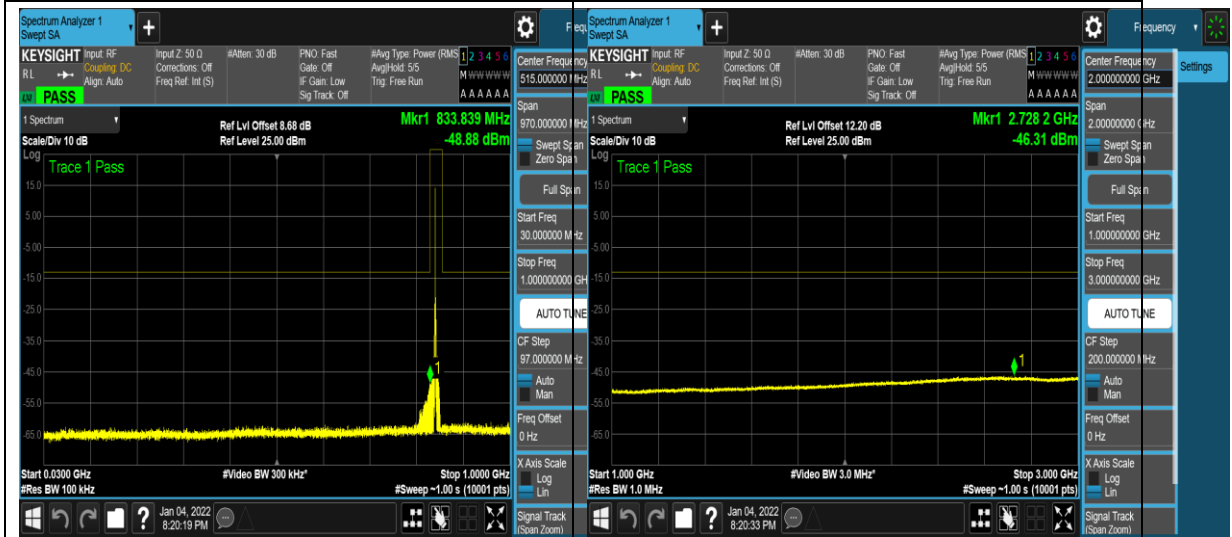 Spectrum Analyzer 1
Swept SA
+
KEYSIGHT
RL
Input: RF
Coupling: DC
Align: Auto
Input Z: 50 Ω
Corrections: Off
Freq Ref: Int (S)
#Atten: 30 dB
PNO: Fast
Gate: Off
IF Gain: Low
Sig Track: Off
#Avg Type: Power (RMS
Avg|Hold: 5/5
Trig: Free Run
1 2 3 4 5 6
M W W W W W
A A A A A A
PASS
1 Spectrum
Scale/Div 10 dB
Ref Lvl Offset 8.68 dB
Ref Level 25.00 dBm
Mkr1 833.839 MHz
-48.88 dBm
Log
Trace 1 Pass
15.0
5.00
-5.00
-15.0
-25.0
-35.0
-45.0
-55.0
-65.0
1
Start 0.0300 GHz
#Res BW 100 kHz
#Video BW 300 kHz*
Stop 1.0000 GHz
#Sweep ~1.00 s (10001 pts)
?
Jan 04, 2022
8:20:19 PM
Center Frequency
515.000000 MHz
Span
970.000000 MHz
Swept Span
Zero Span
Full Span
Start Freq
30.000000 MHz
Stop Freq
1.000000000 GH
AUTO TUNE
CF Step
97.000000 MHz
Auto
Man
Freq Offset
0 Hz
X Axis Scale
Log
Lin
Signal Track
(Span Zoom)
Spectrum Analyzer 1
Swept SA
+
Frequency
KEYSIGHT
RL
Input: RF
Coupling: DC
Align: Auto
Input Z: 50 Ω
Corrections: Off
Freq Ref: Int (S)
#Atten: 30 dB
PNO: Fast
Gate: Off
IF Gain: Low
Sig Track: Off
#Avg Type: Power (RMS
Avg|Hold: 5/5
Trig: Free Run
1 2 3 4 5 6
M W W W W W
A A A A A A
PASS
1 Spectrum
Scale/Div 10 dB
Ref Lvl Offset 12.20 dB
Ref Level 25.00 dBm
Mkr1 2.728 2 GHz
-46.31 dBm
Log
Trace 1 Pass
15.0
5.00
-5.00
-15.0
-25.0
-35.0
-45.0
-55.0
-65.0
1
Start 1.000 GHz
#Res BW 1.0 MHz
#Video BW 3.0 MHz*
Stop 3.000 GHz
#Sweep ~1.00 s (10001 pts)
?
Jan 04, 2022
8:20:33 PM
Center Frequency
2.000000000 GHz
Settings
Span
2.00000000 GHz
Swept Span
Zero Span
Full Span
Start Freq
1.000000000 GHz
Stop Freq
3.000000000 GHz
AUTO TUNE
CF Step
200.000000 MHz
Auto
Man
Freq Offset
0 Hz
X Axis Scale
Log
Lin
Signal Track
(Span Zoom)